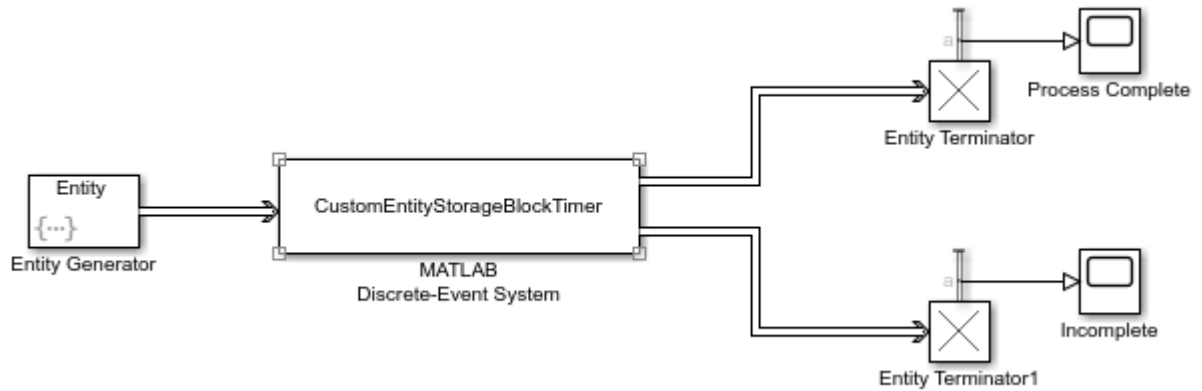 a
Process Complete
Entity Terminator
Entity
{...}
Entity Generator
CustomEntityStorageBlockTimer
MATLAB
Discrete-Event System
a
Incomplete
Entity Terminator1